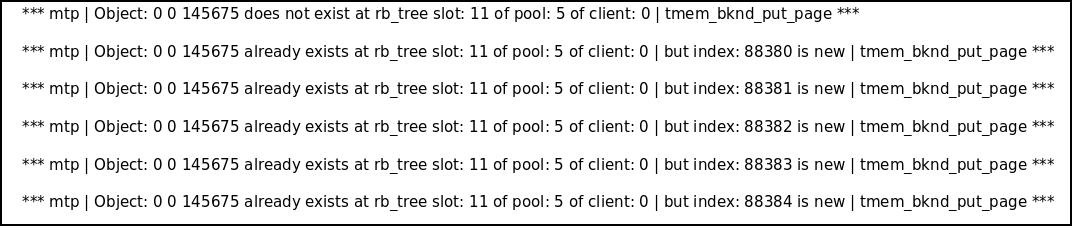 *** mtp | Object: 0 0 145675 does not exist at rb_tree slot: 11 of pool: 5 of client: 0 | tmem_bknd_put_page ***
*** mtp | Object: 0 0 145675 already exists at rb_tree slot: 11 of pool: 5 of client: 0 | but index: 88380 is new | tmem_bknd_put_page ***
*** mtp | Object: 0 0 145675 already exists at rb_tree slot: 11 of pool: 5 of client: 0 | but index: 88381 is new | tmem_bknd_put_page ***
*** mtp | Object: 0 0 145675 already exists at rb_tree slot: 11 of pool: 5 of client: 0 | but index: 88382 is new | tmem_bknd_put_page ***
*** mtp | Object: 0 0 145675 already exists at rb_tree slot: 11 of pool: 5 of client: 0 | but index: 88383 is new | tmem_bknd_put_page ***
*** mtp | Object: 0 0 145675 already exists at rb_tree slot: 11 of pool: 5 of client: 0 | but index: 88384 is new | tmem_bknd_put_page ***